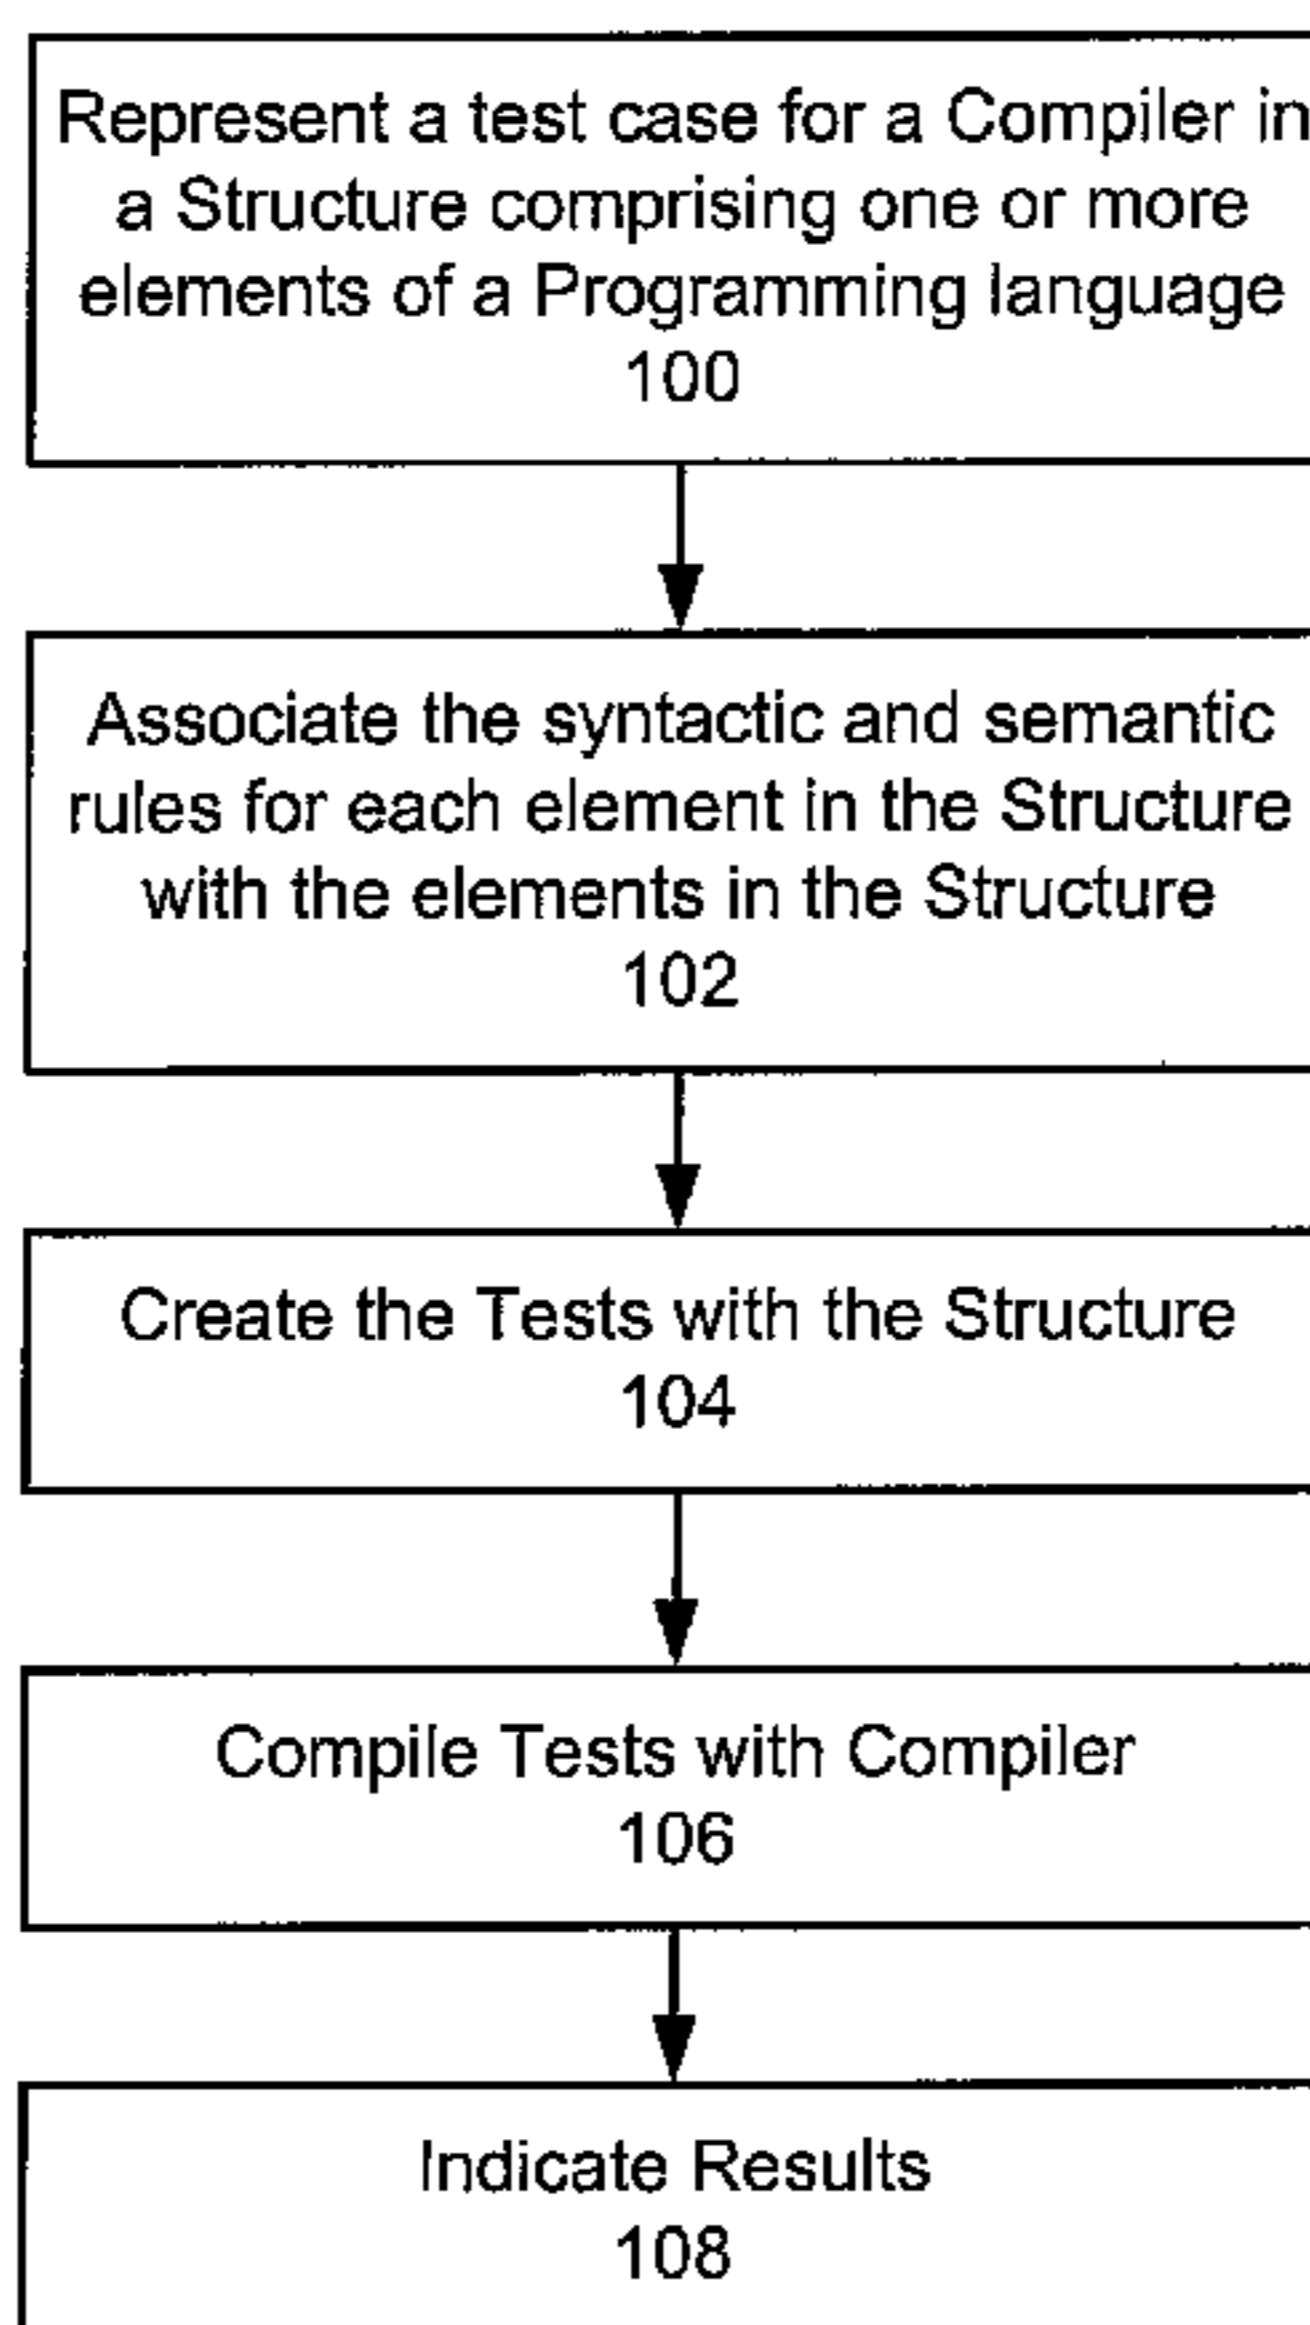 Represent a test case for a Compiler in
a Structure comprising one or more
elements of a Programming language
100
Associate the syntactic and semantic
rules for each element in the Structure
with the elements in the Structure
102
Create the Tests with the Structure
104
Compile Tests with Compiler
106
Indicate Results
108